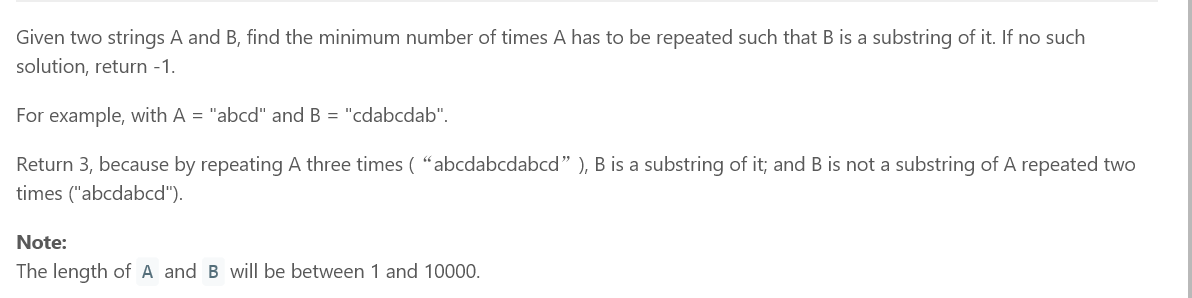 Given two strings A and B, find the minimum number of times A has to be repeated such that B is a substring of it. If no such
solution, return -1.
For example, with A = "abcd" and B = "cdabcdab".
Return 3, because by repeating A three times ( “abcdabcdabcd” ), B is a substring of it; and B is not a substring of A repeated two
times ("abcdabcd").
Note:
The length of A and B will be between 1 and 10000.